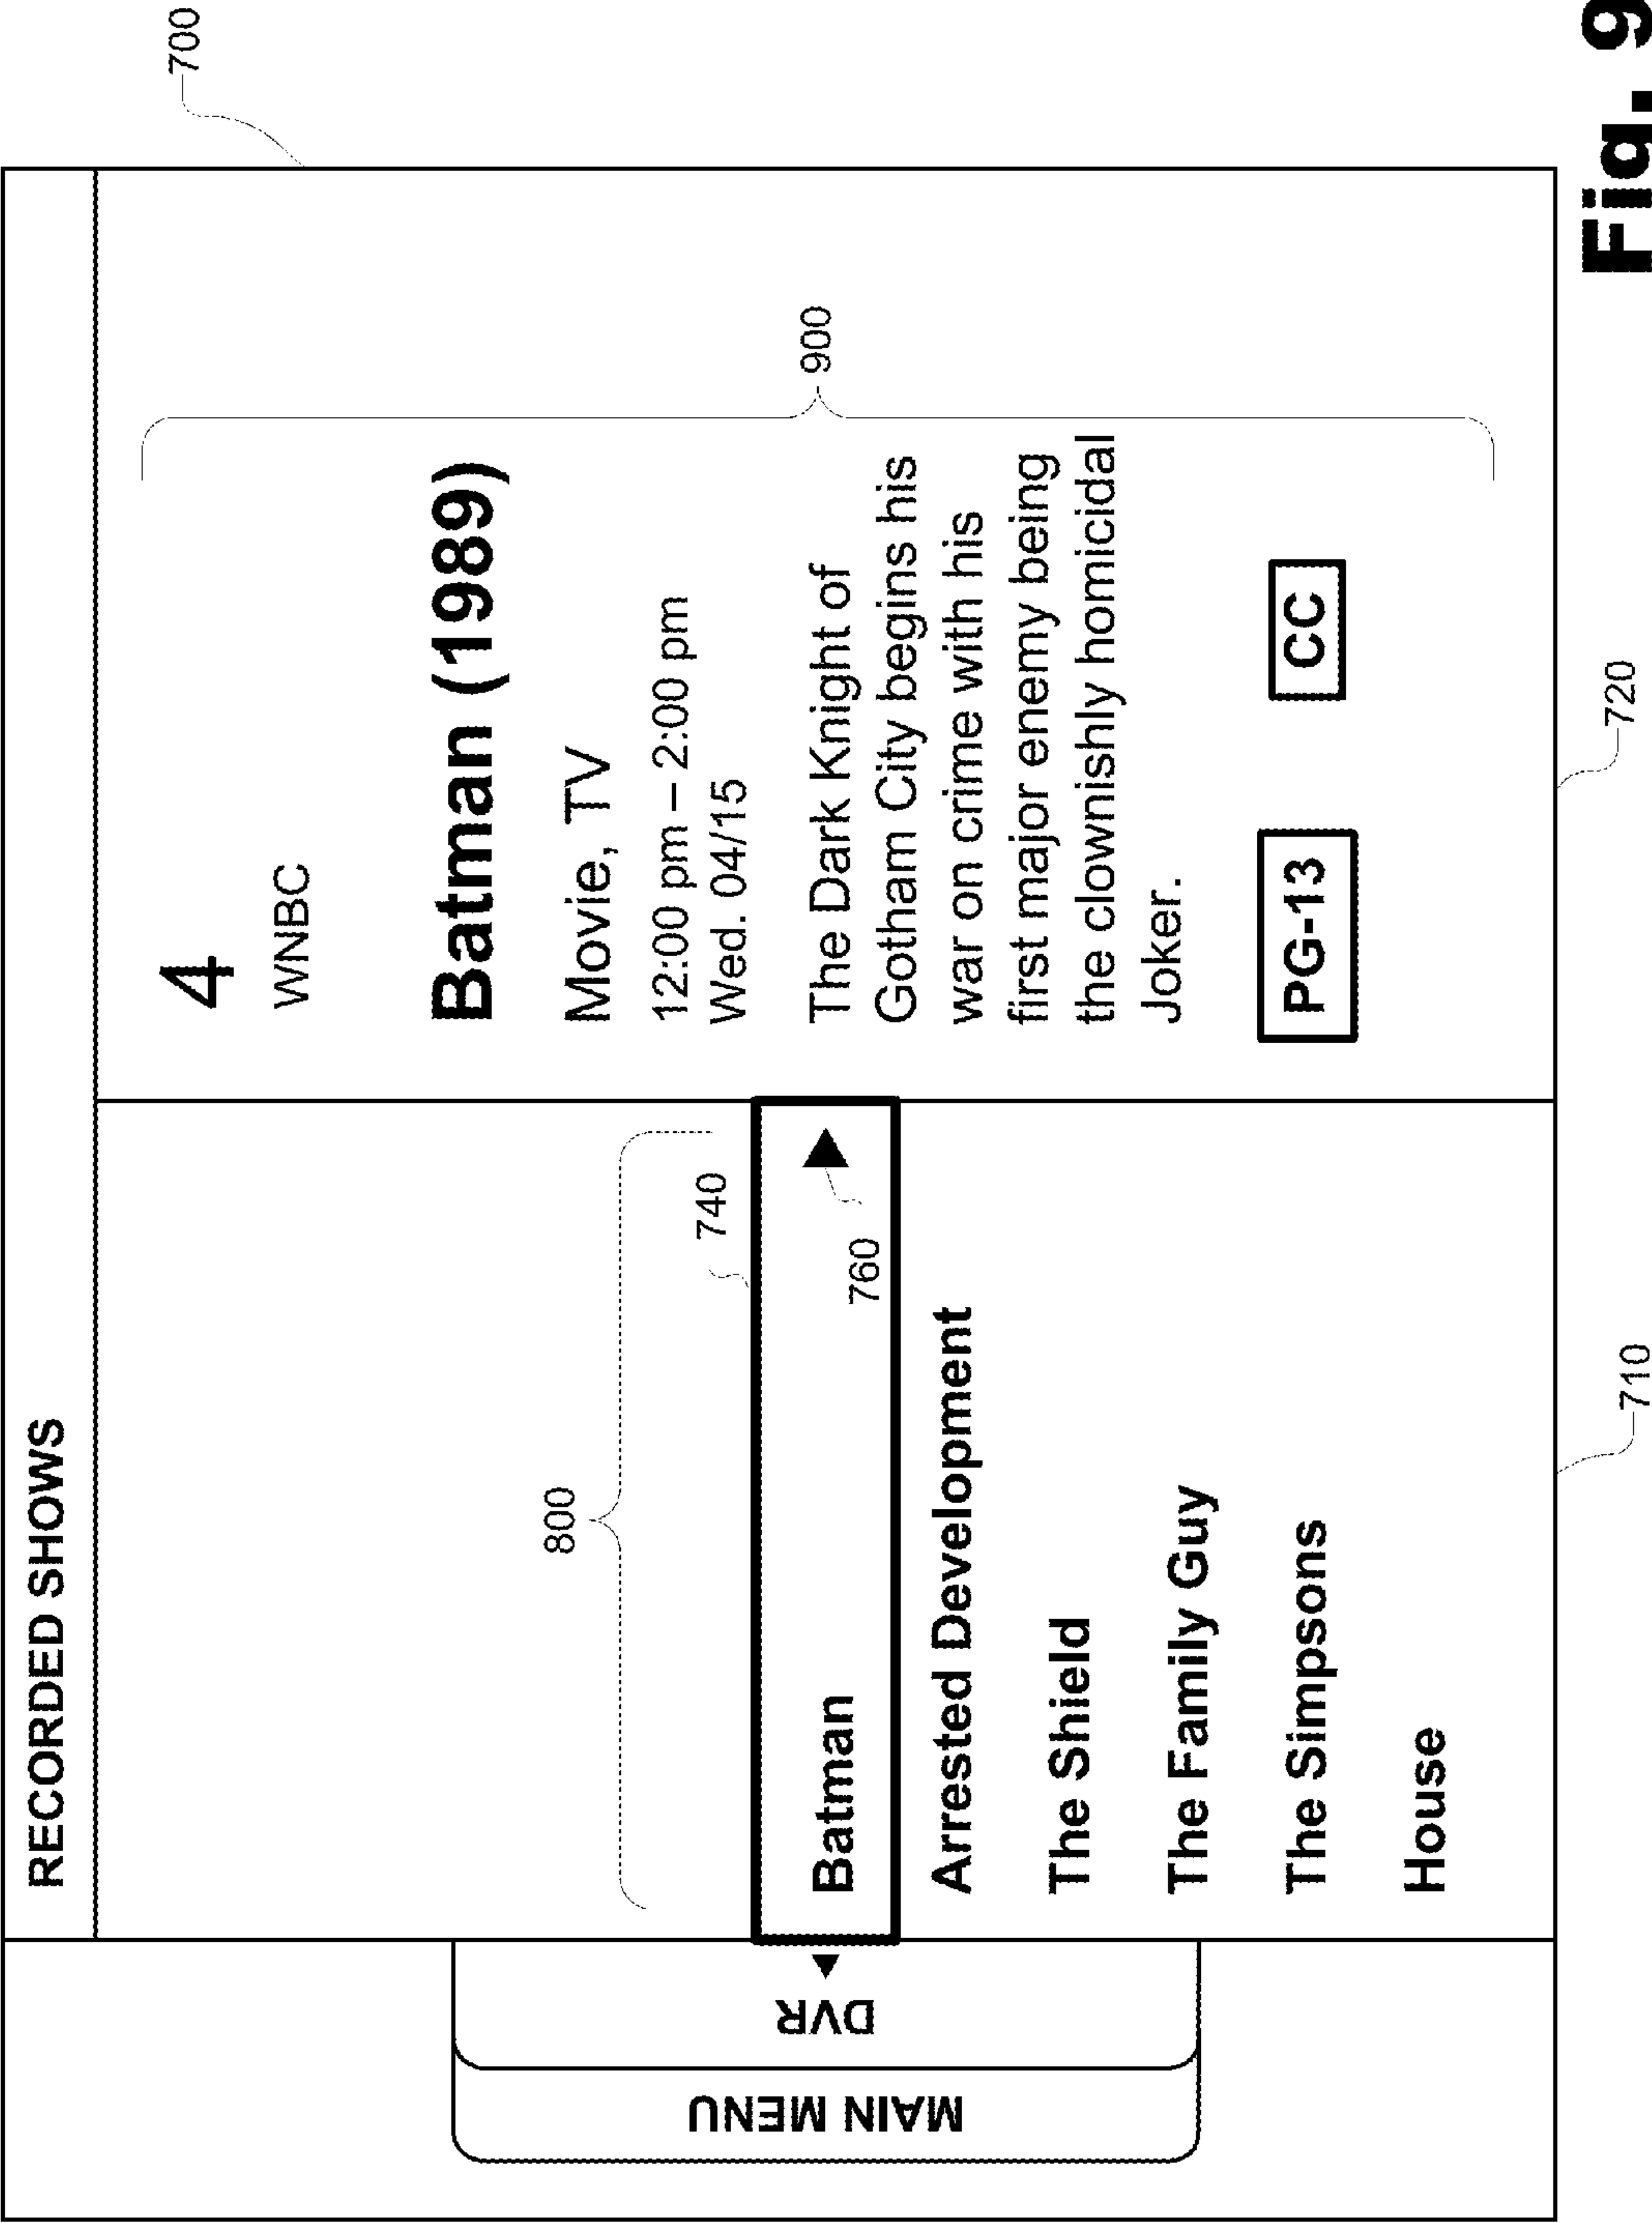 700
RECORDED SHOWS
MAIN MENU
DVR
800
740
Batman
760
Arrested Development
The Shield
The Family Guy
The Simpsons
House
4
WNBC
Batman (1989)
Movie, TV
12:00 pm – 2:00 pm
Wed. 04/15
The Dark Knight of
Gotham City begins his
war on crime with his
first major enemy being
the clownishly homicidal
Joker.
PG-13
CC
900
710
720
Fig. 9